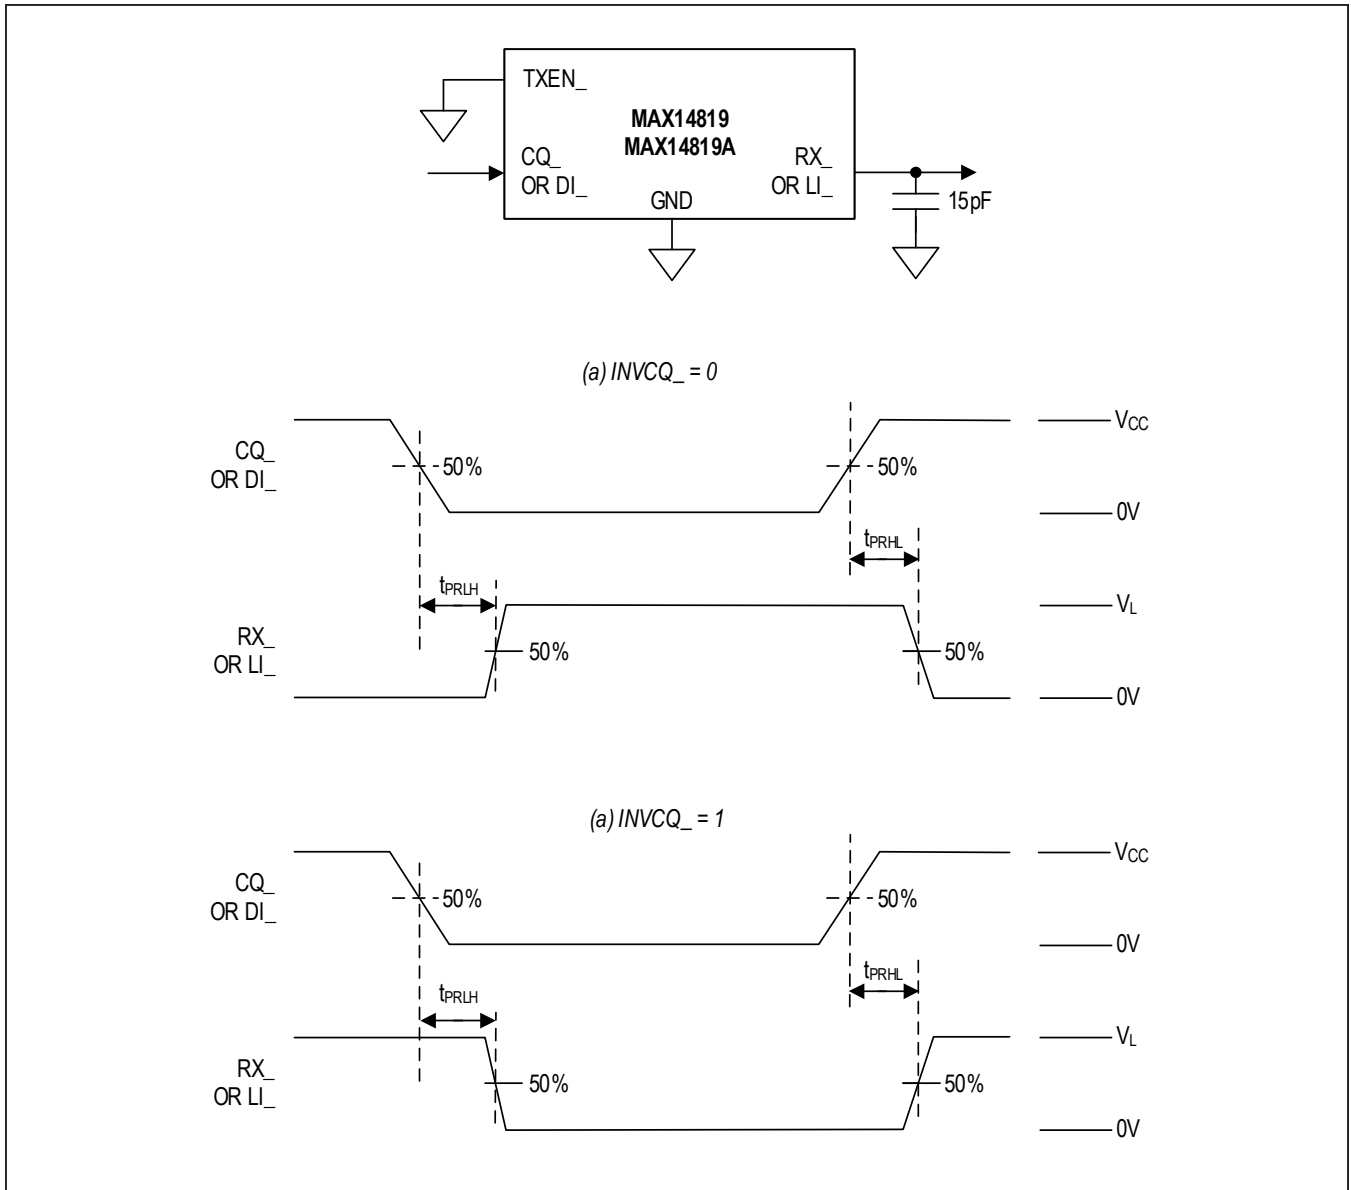 TXEN_
MAX14819
MAX14819A
CQ_
OR DI_
RX_
OR LI_
GND
15pF
(a) INVCQ_ = 0
VCC
CQ_
OR DI_
50%
50%
0V
tPRHL
tPRLH
VL
RX_
OR LI_
50%
50%
0V
(a) INVCQ_ = 1
VCC
CQ_
OR DI_
50%
50%
0V
tPRHL
tPRLH
VL
RX_
OR LI_
50%
50%
0V